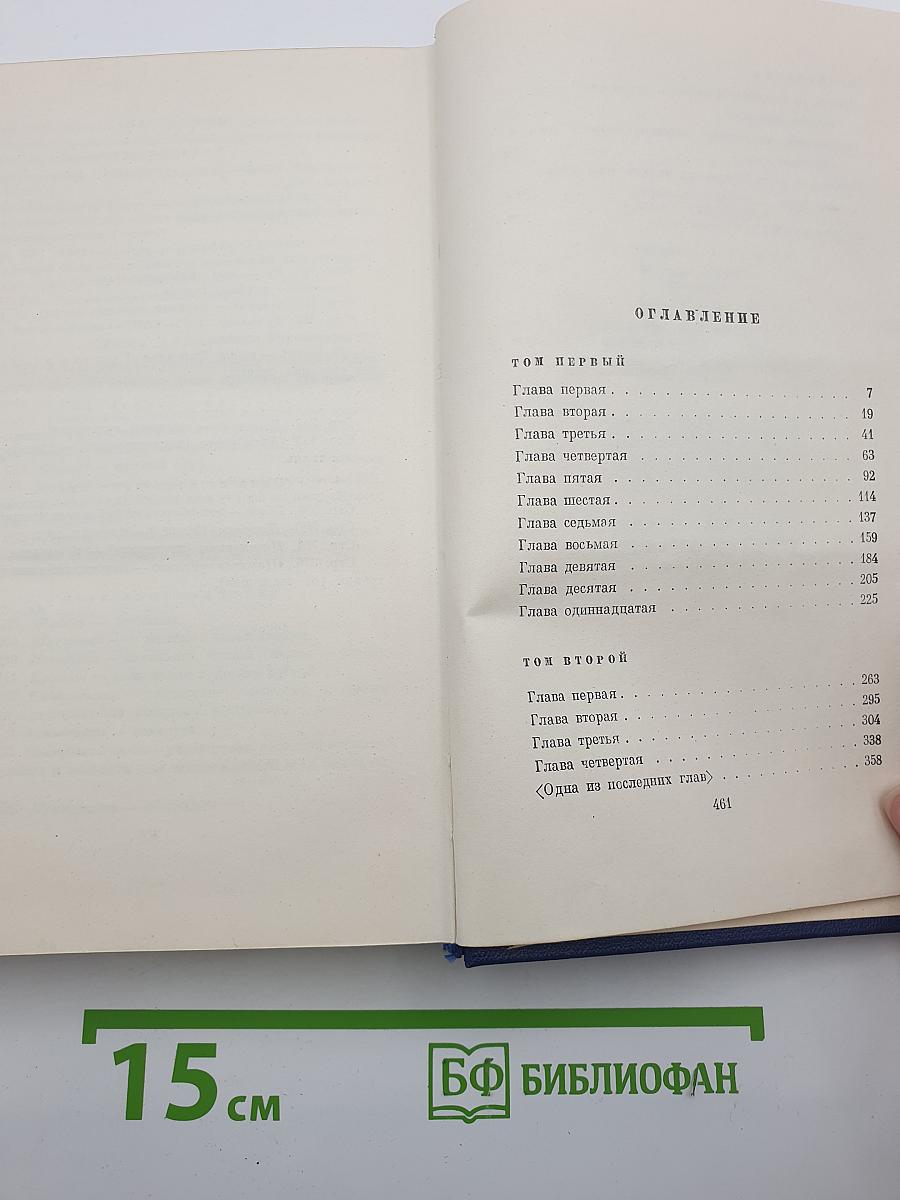 ОГЛАВЛЕНИЕ
ТОМ ПЕРВЫЙ
Глава первая . . . . . . . . . . . . . . . . . . 7
Глава вторая . . . . . . . . . . . . . . . . . . 19
Глава третья . . . . . . . . . . . . . . . . . . 41
Глава четвертая . . . . . . . . . . . . . . . . 63
Глава пятая . . . . . . . . . . . . . . . . . . 92
Глава шестая . . . . . . . . . . . . . . . . . . 114
Глава седьмая . . . . . . . . . . . . . . . . . 137
Глава восьмая . . . . . . . . . . . . . . . . . 159
Глава девятая . . . . . . . . . . . . . . . . . 184
Глава десятая . . . . . . . . . . . . . . . . . 205
Глава одиннадцатая . . . . . . . . . . . . . . 225
ТОМ ВТОРОЙ
Глава первая . . . . . . . . . . . . . . . . . . 263
Глава вторая . . . . . . . . . . . . . . . . . . 295
Глава третья . . . . . . . . . . . . . . . . . . 304
Глава четвертая . . . . . . . . . . . . . . . . 338
〈Одна из последних глав〉 . . . . . . . . . . . 358
461
15 см
БФ БИБЛИОФАН